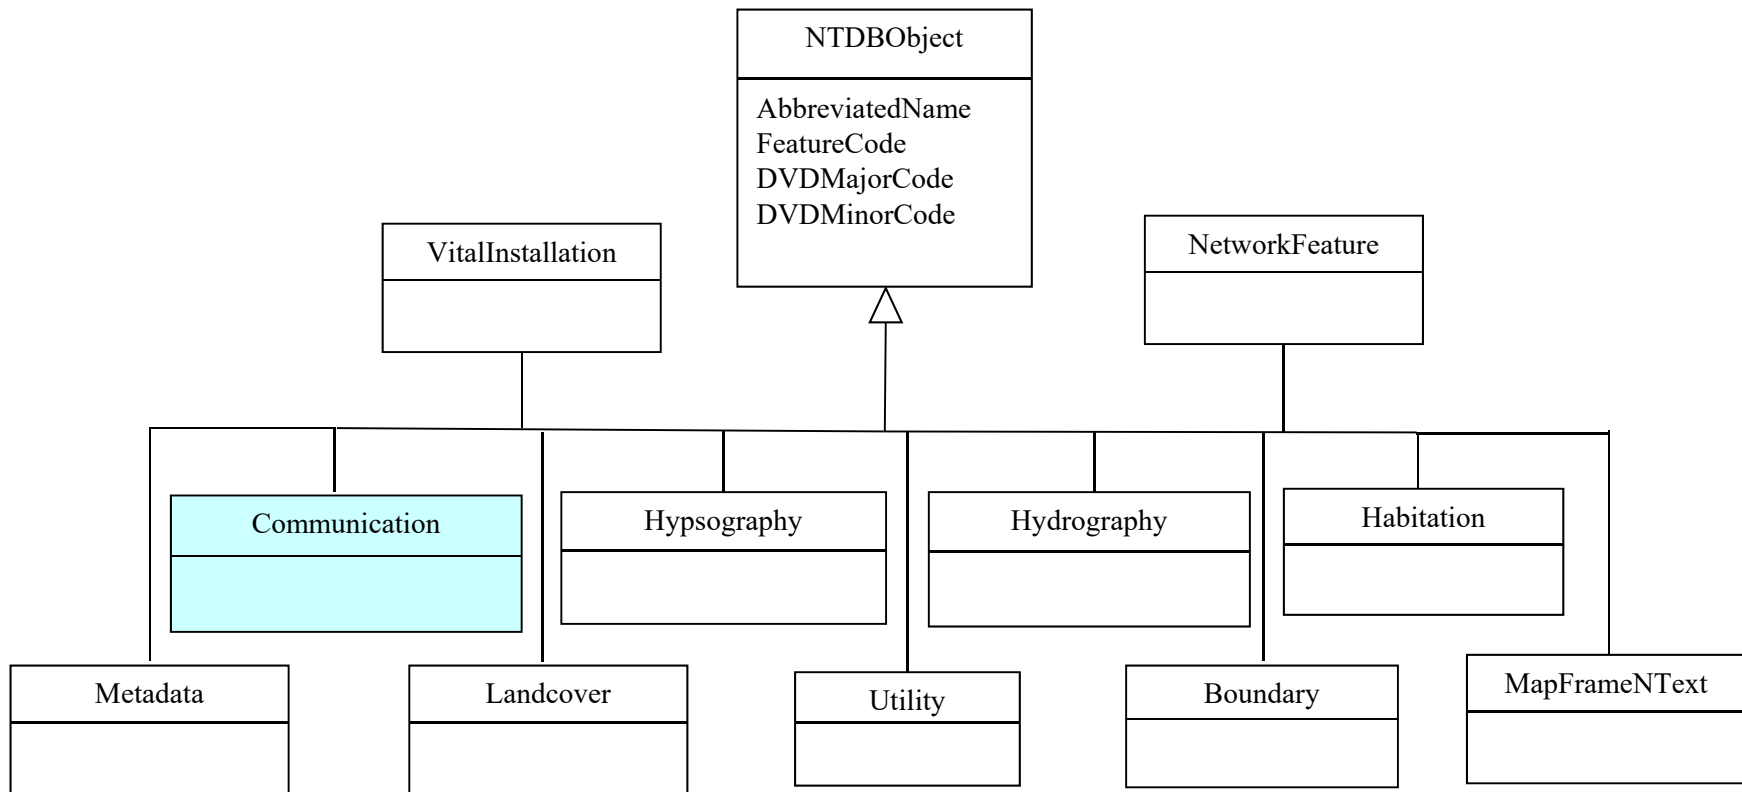 NTDBObject
AbbreviatedName
FeatureCode
DVDMajorCode
DVDMinorCode
VitalInstallation
NetworkFeature
Communication
Hypsography
Hydrography
Habitation
Metadata
Landcover
Utility
Boundary
MapFrameNText